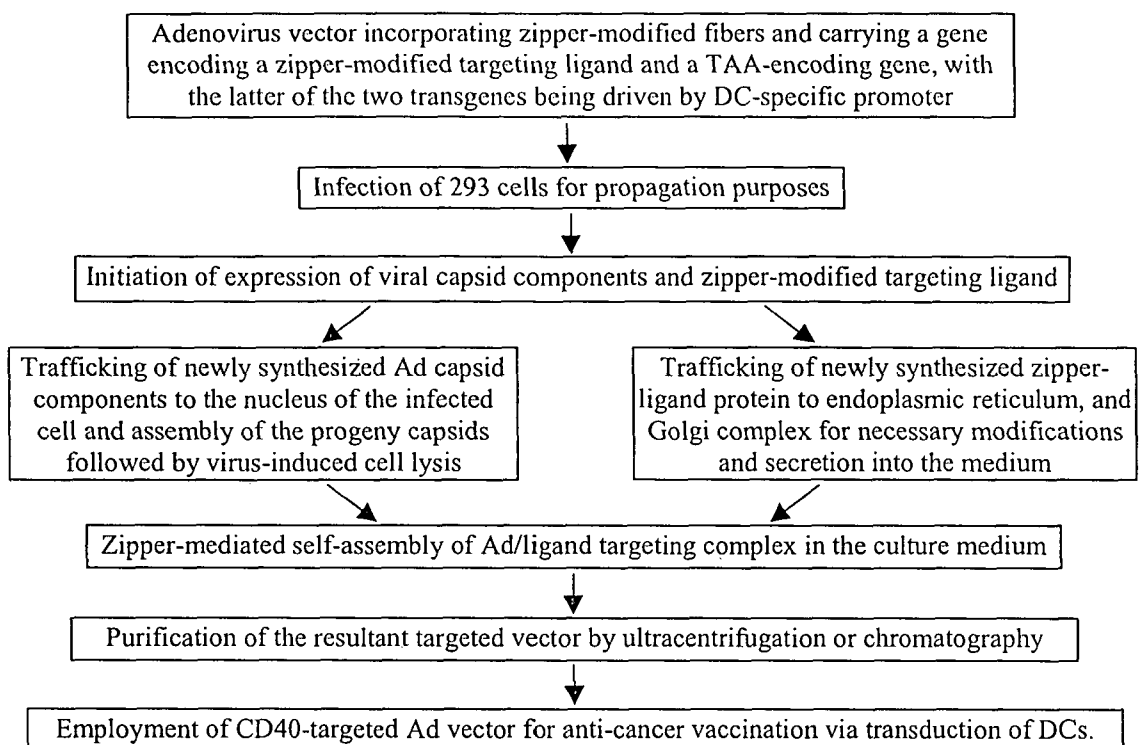 Adenovirus vector incorporating zipper-modified fibers and carrying a gene
encoding a zipper-modified targeting ligand and a TAA-encoding gene, with
the latter of the two transgenes being driven by DC-specific promoter
Infection of 293 cells for propagation purposes
Initiation of expression of viral capsid components and zipper-modified targeting ligand
Trafficking of newly synthesized Ad capsid
components to the nucleus of the infected
cell and assembly of the progeny capsids
followed by virus-induced cell lysis
Trafficking of newly synthesized zipper-
ligand protein to endoplasmic reticulum, and
Golgi complex for necessary modifications
and secretion into the medium
Zipper-mediated self-assembly of Ad/ligand targeting complex in the culture medium
Purification of the resultant targeted vector by ultracentrifugation or chromatography
Employment of CD40-targeted Ad vector for anti-cancer vaccination via transduction of DCs.